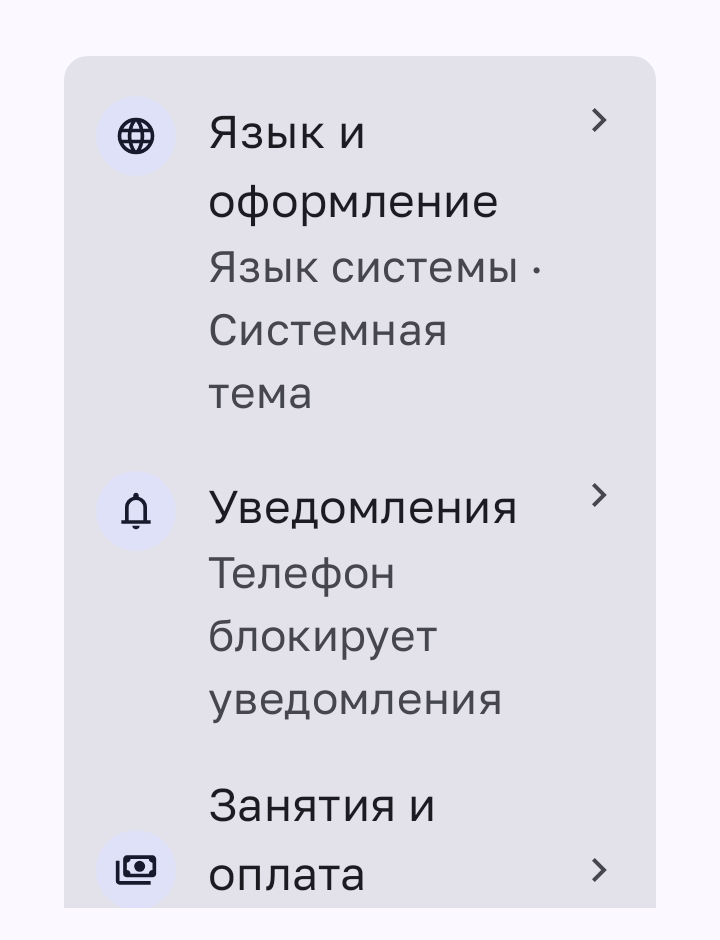 Язык и
оформление
Язык системы ·
Системная
тема
Уведомления
Телефон
блокирует
уведомления
Занятия и
оплата